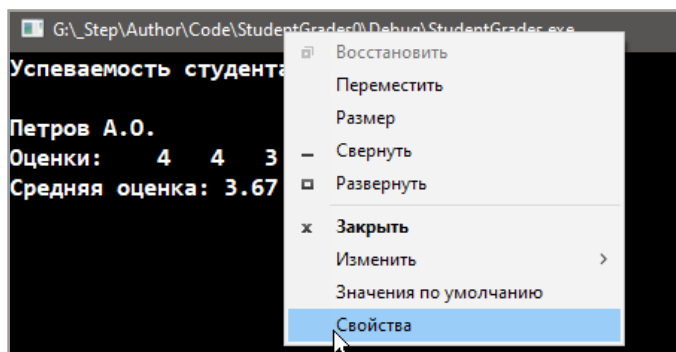 G:\_Step\Author\Code\StudentGrades0\Debug\StudentGrades.exe
Успеваемость студента
Петров А.О.
Оценки: 4 4 3
Средняя оценка: 3.67
Восстановить
Переместить
Размер
Свернуть
Развернуть
Закрыть
Изменить
Значения по умолчанию
Свойства